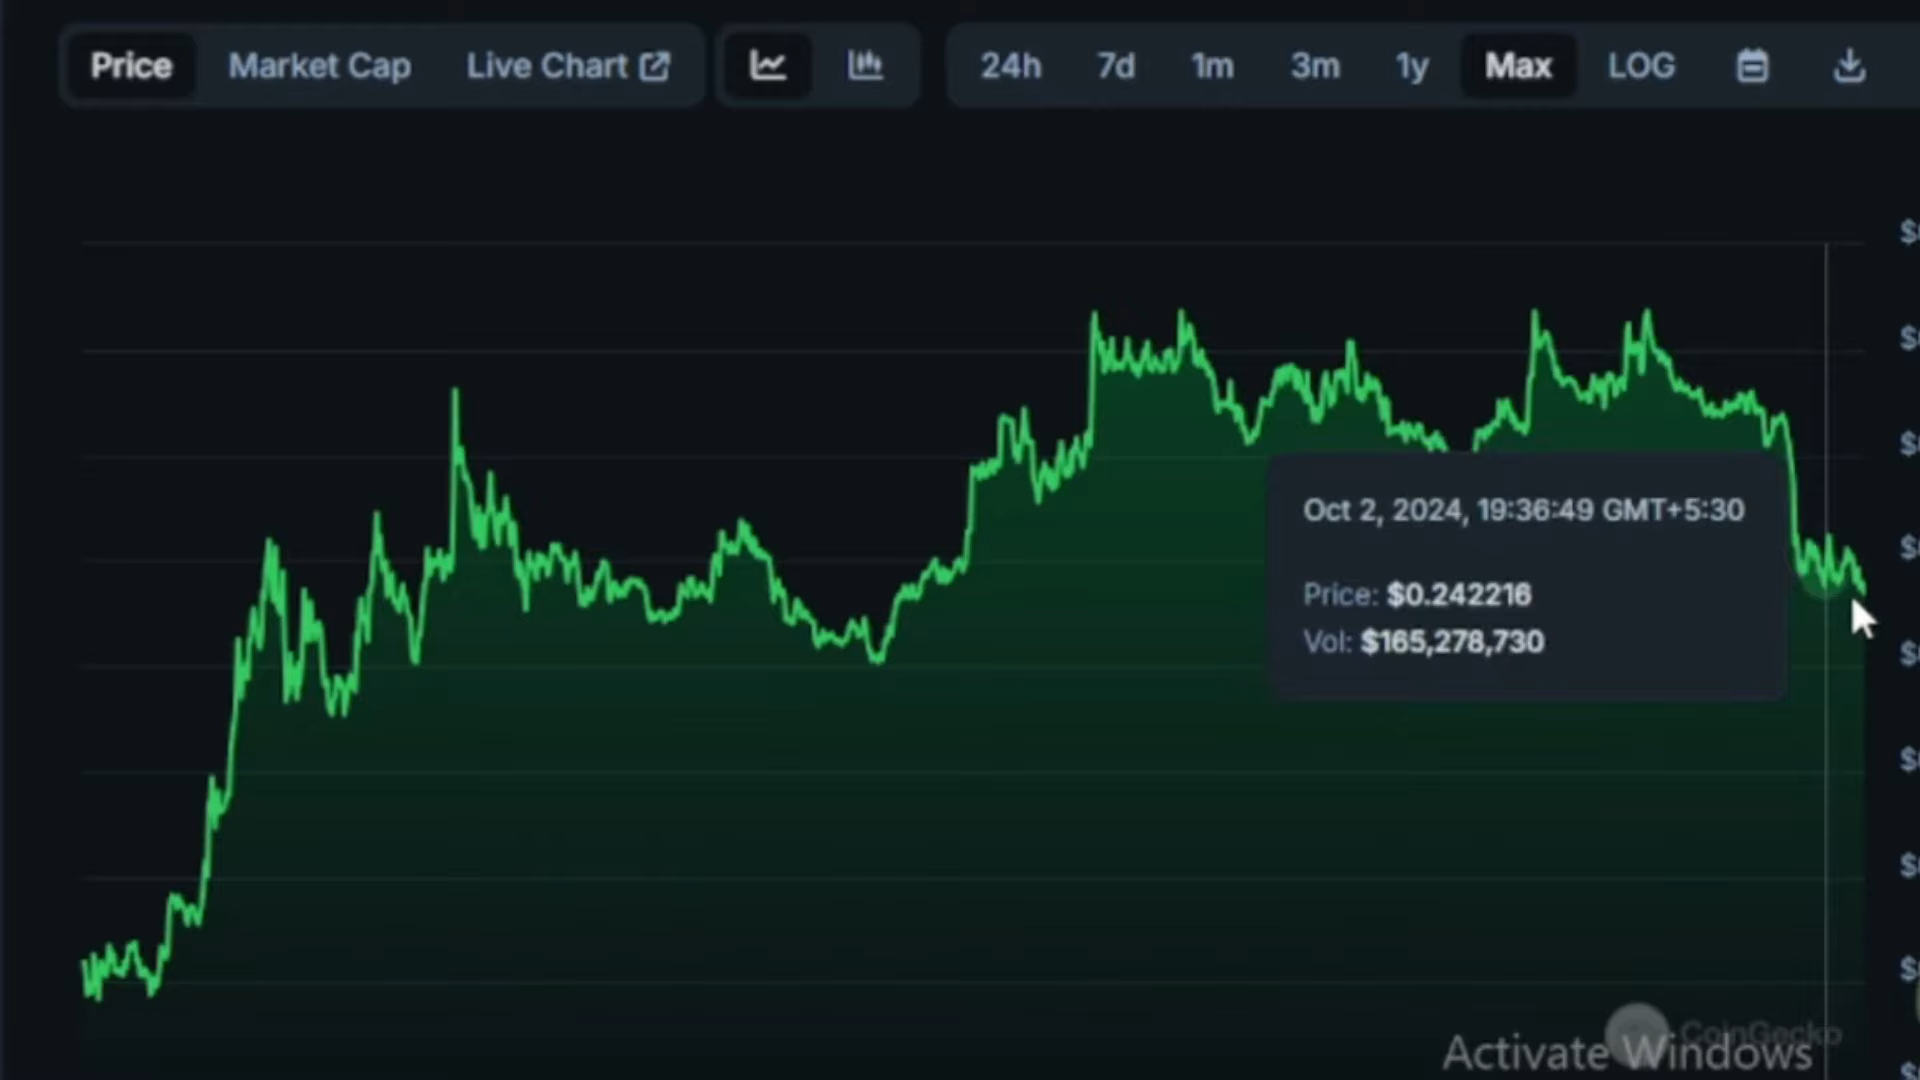 Price Market Cap Live Chart 24h 7d 1m 3m 1y Max LOG
Oct 2, 2024, 19:36:49 GMT+5:30
Price: $0.242216
Vol: $165,278,730
CoinGecko
Activate Windows